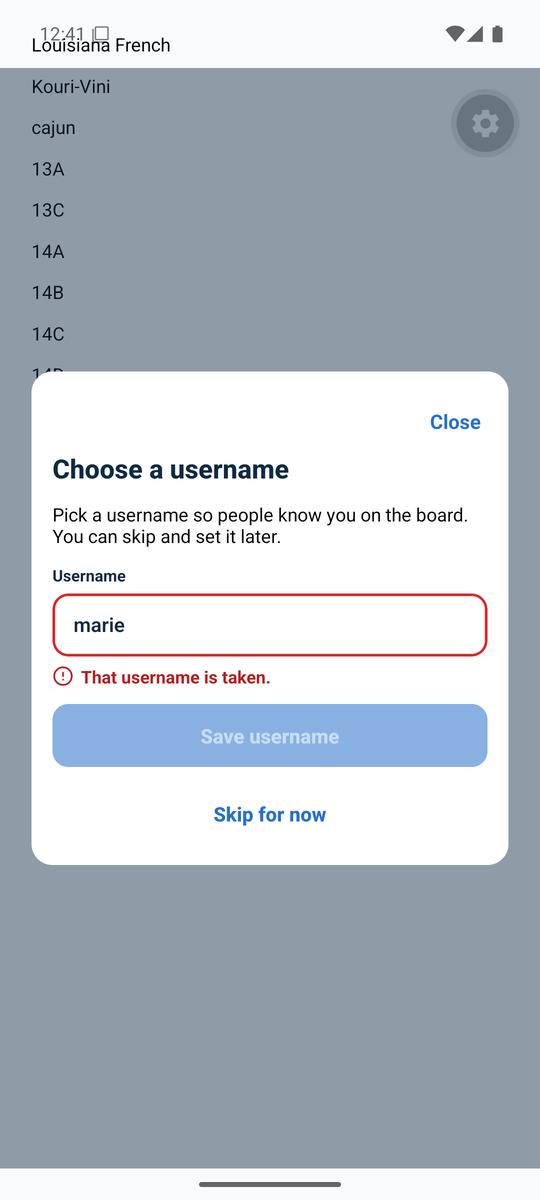 12:41
Louisiana French
Kouri-Vini
cajun
13A
13C
14A
14B
14C
Close
Choose a username
Pick a username so people know you on the board.
You can skip and set it later.
Username
marie
That username is taken.
Save username
Skip for now